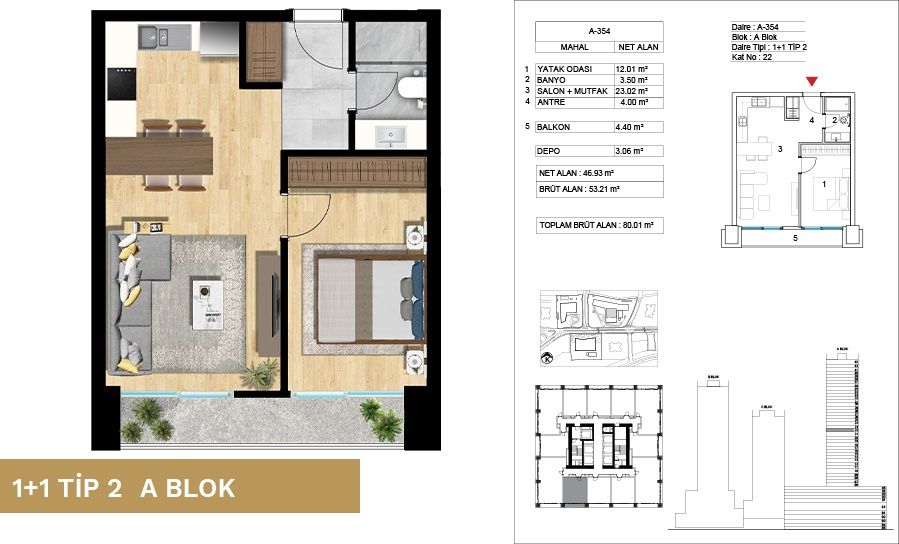 1+1 TİP 2 A BLOK
A-354
MAHAL NET ALAN
1 YATAK ODASI 12.01 m²
2 BANYO 3.50 m²
3 SALON + MUTFAK 23.02 m²
4 ANTRE 4.00 m²
5 BALKON 4.40 m²
DEPO 3.06 m²
NET ALAN : 46.93 m²
BRÜT ALAN : 53.21 m²
TOPLAM BRÜT ALAN : 80.01 m²
Daire : A-354
Blok : A Blok
Daire Tipi : 1+1 TİP 2
Kat No : 22
4
2
3
1
5
K
A BLOK
B BLOK
C BLOK